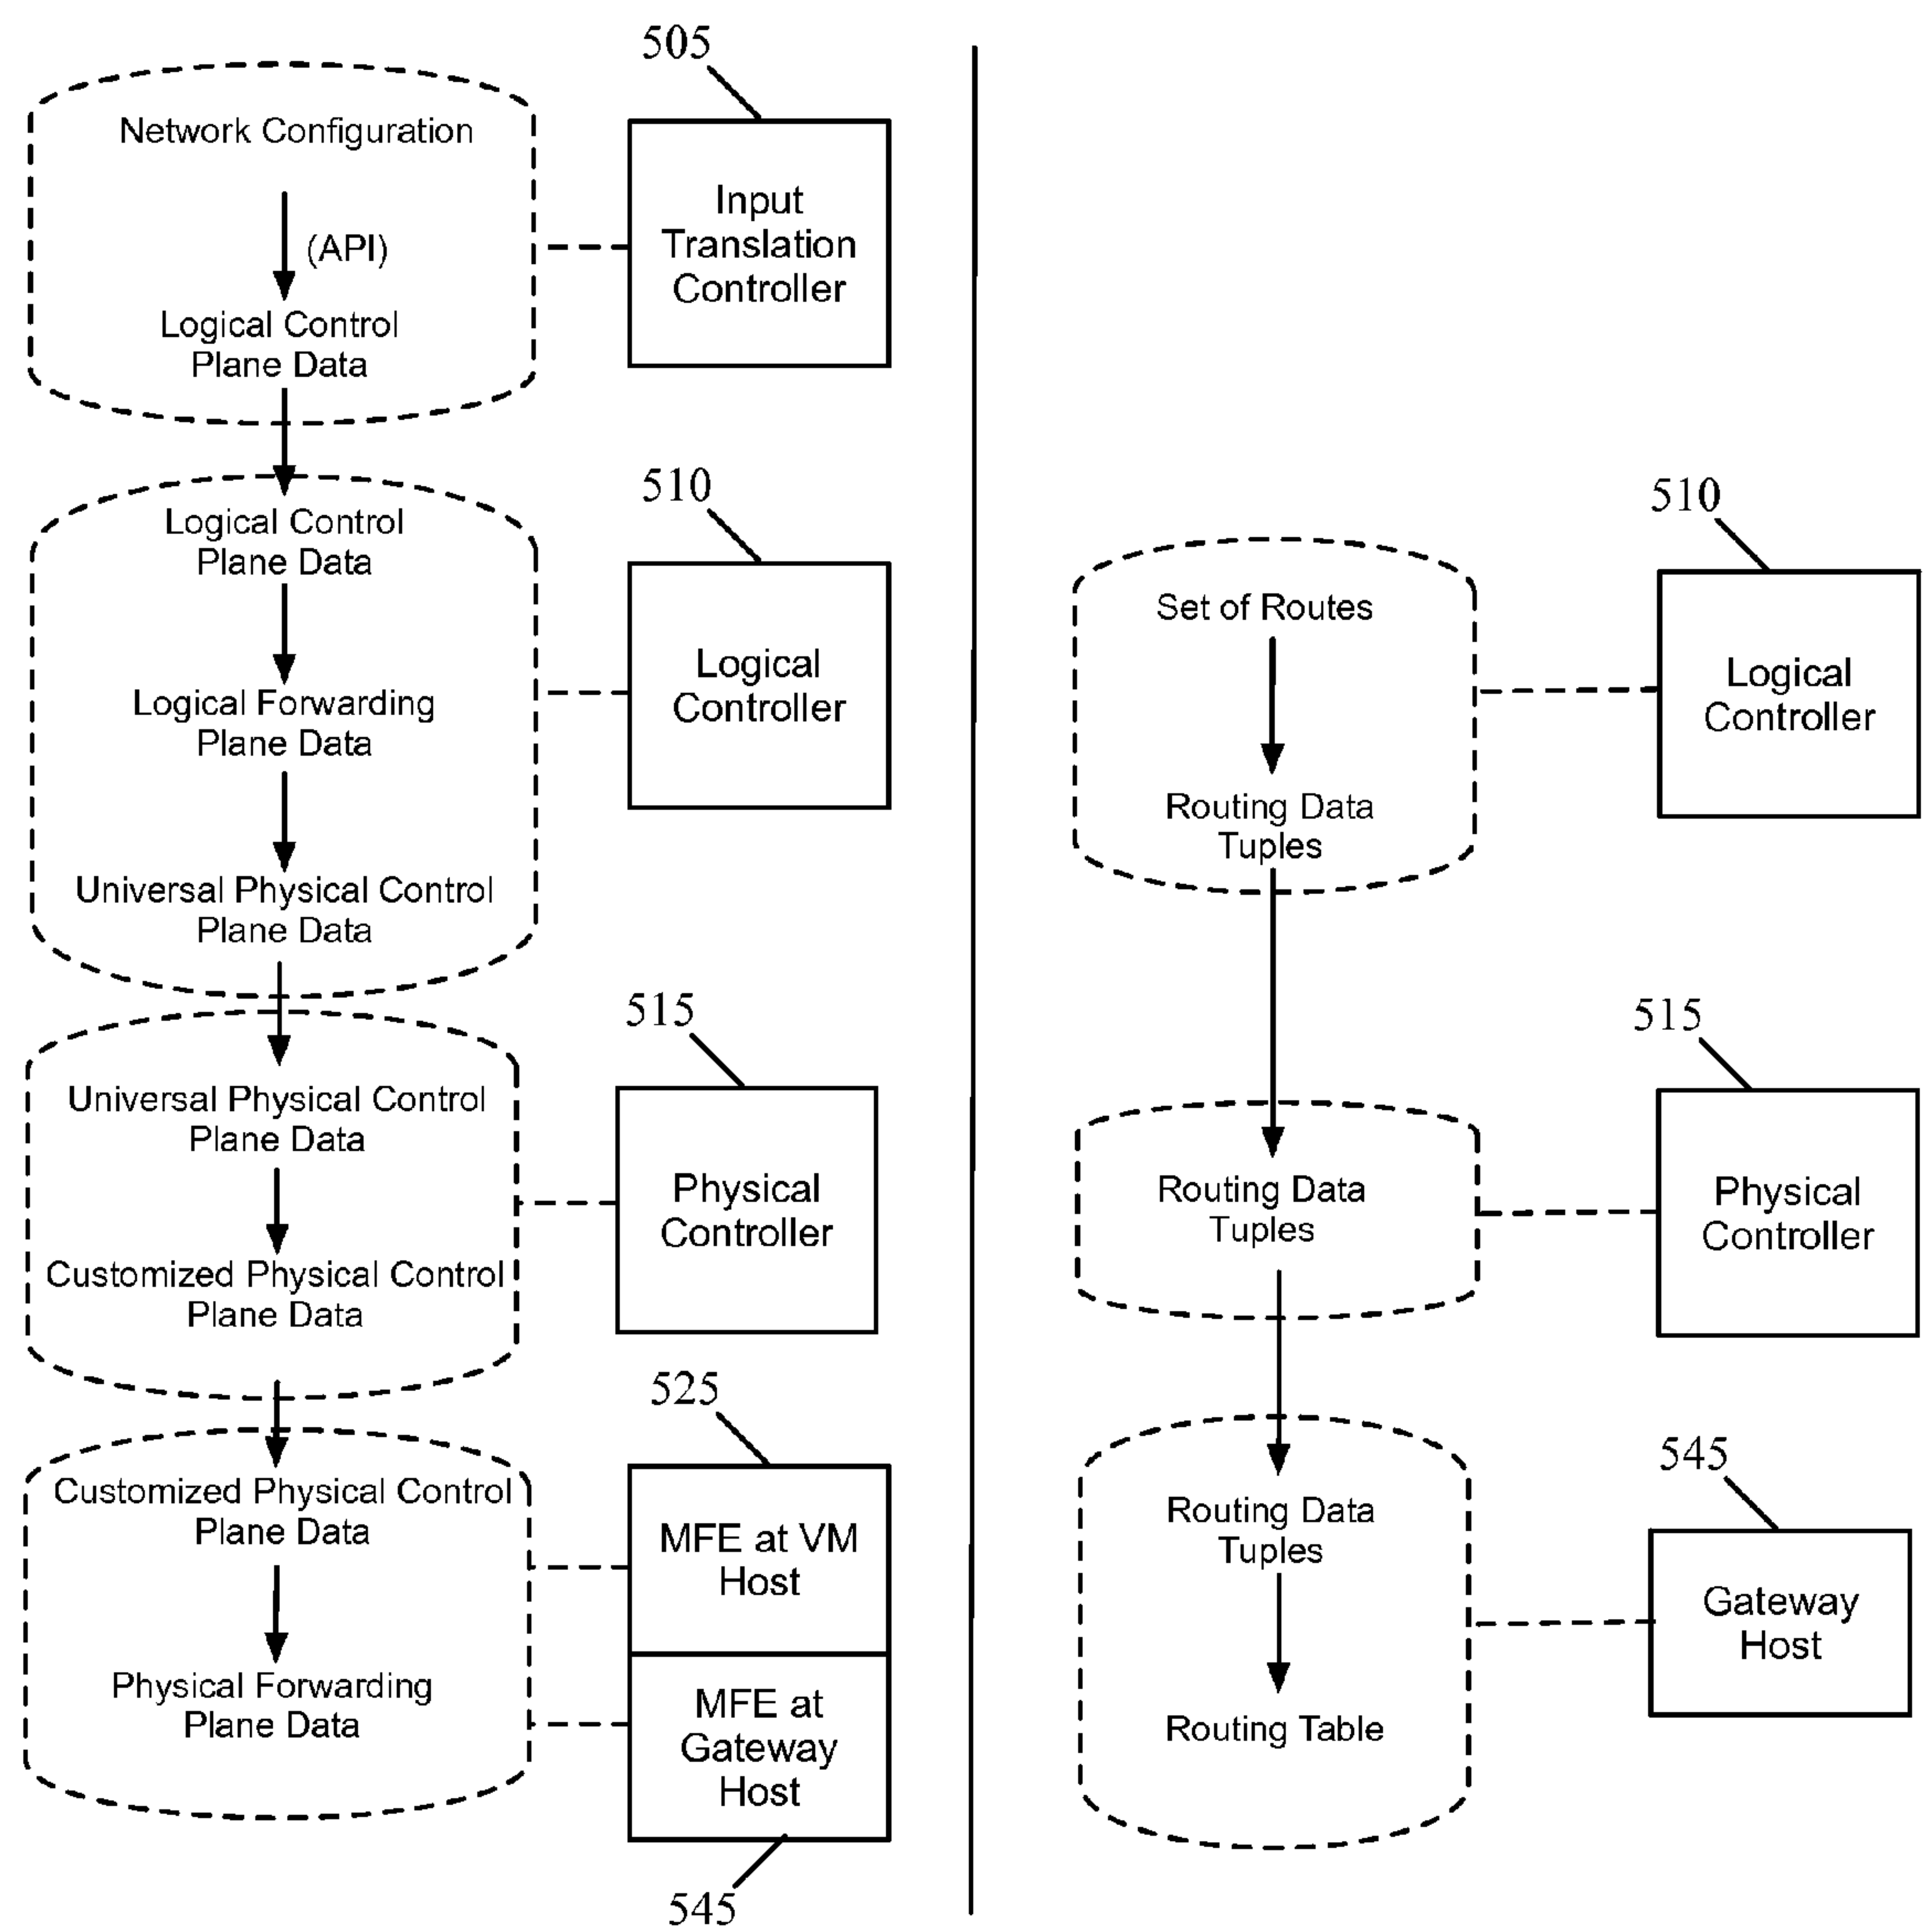 505
Network Configuration
(API)
Logical Control
Plane Data
Input
Translation
Controller
510
Logical Control
Plane Data
Logical Forwarding
Plane Data
Universal Physical Control
Plane Data
Logical
Controller
515
Universal Physical Control
Plane Data
Customized Physical Control
Plane Data
Physical
Controller
525
Customized Physical Control
Plane Data
Physical Forwarding
Plane Data
MFE at VM
Host
MFE at
Gateway
Host
545
510
Set of Routes
Routing Data
Tuples
Logical
Controller
515
Routing Data
Tuples
Physical
Controller
545
Routing Data
Tuples
Routing Table
Gateway
Host